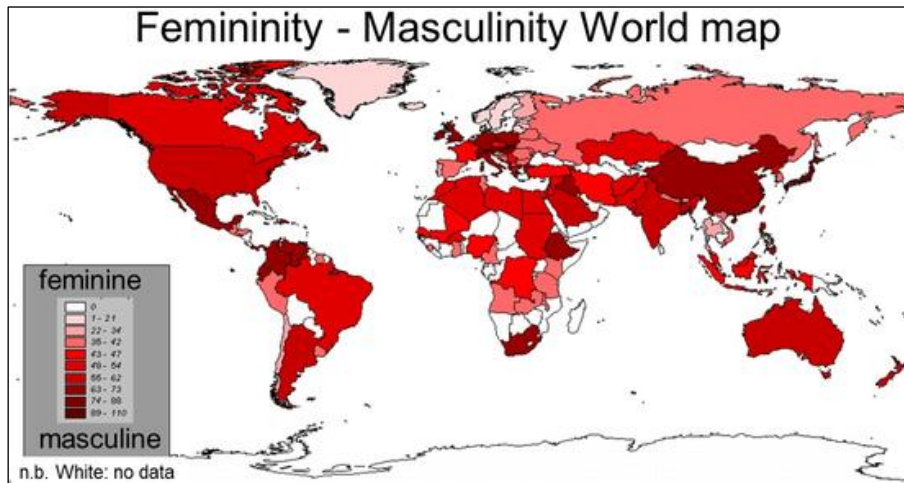 Femininity - Masculinity World map
feminine
0
1 - 21
22 - 34
35 - 42
43 - 47
48 - 54
55 - 62
63 - 73
74 - 88
89 - 110
masculine
n.b. White: no data